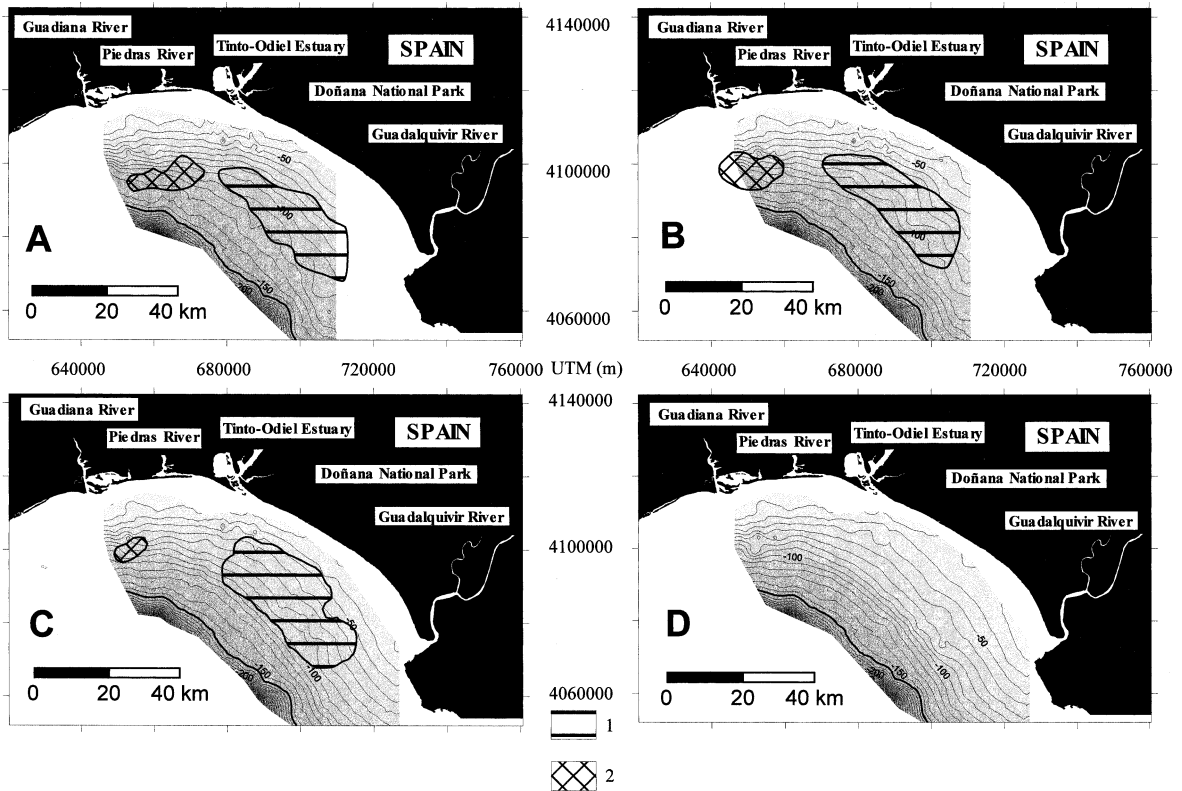 Guadiana River
Piedras River
Tinto-Odiel Estuary
SPAIN
Doñana National Park
Guadalquivir River
-50
-100
-150
-200
A
0 20 40 km
4140000
4100000
4060000
Guadiana River
Piedras River
Tinto-Odiel Estuary
SPAIN
Doñana National Park
Guadalquivir River
-50
-100
-150
-200
B
0 20 40 km
640000 680000 720000 760000 UTM (m) 640000 680000 720000 760000
Guadiana River
Piedras River
Tinto-Odiel Estuary
SPAIN
Doñana National Park
Guadalquivir River
-50
-100
-150
-200
C
0 20 40 km
4140000
4100000
4060000
1
2
Guadiana River
Piedras River
Tinto-Odiel Estuary
SPAIN
Doñana National Park
Guadalquivir River
-100
-50
-100
-150
-200
D
0 20 40 km